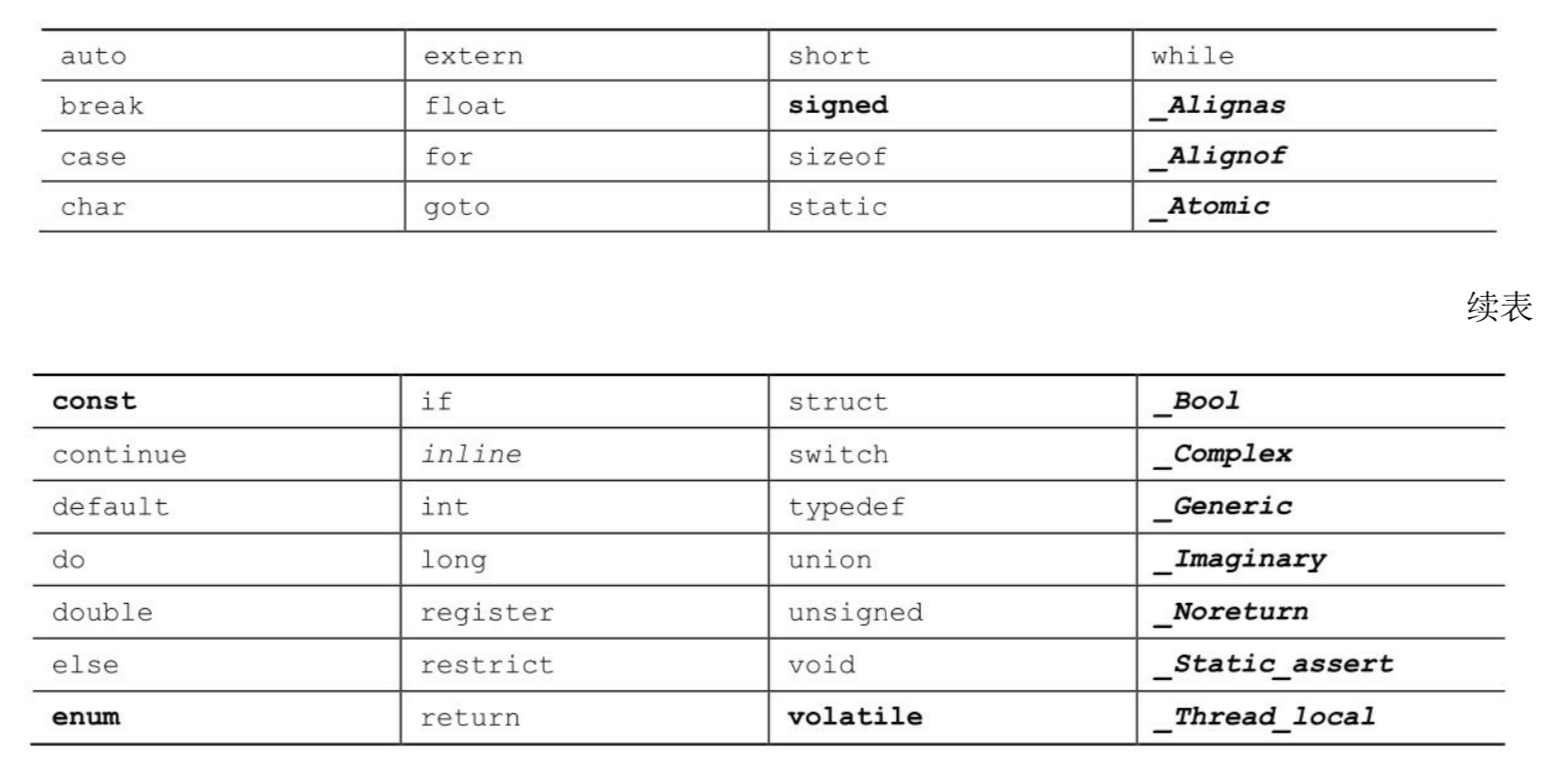 auto extern short while
break float signed _Alignas
case for sizeof _Alignof
char goto static _Atomic
续表
const if struct _Bool
continue inline switch _Complex
default int typedef _Generic
do long union _Imaginary
double register unsigned _Noreturn
else restrict void _Static_assert
enum return volatile _Thread_local